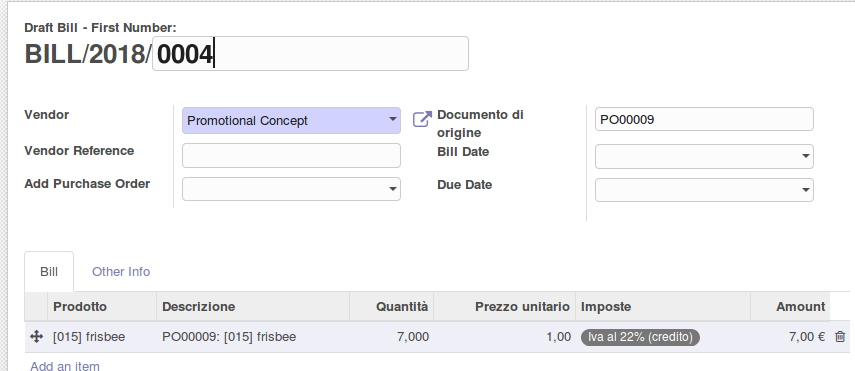 Draft Bill - First Number:
BILL/2018/ 0004
Vendor
Promotional Concept
Documento di origine
PO00009
Vendor Reference
Bill Date
Add Purchase Order
Due Date
Bill Other Info
Prodotto Descrizione Quantità Prezzo unitario Imposte Amount
[015] frisbee PO00009: [015] frisbee 7,000 1,00 Iva al 22% (credito) 7,00 €
Add an item